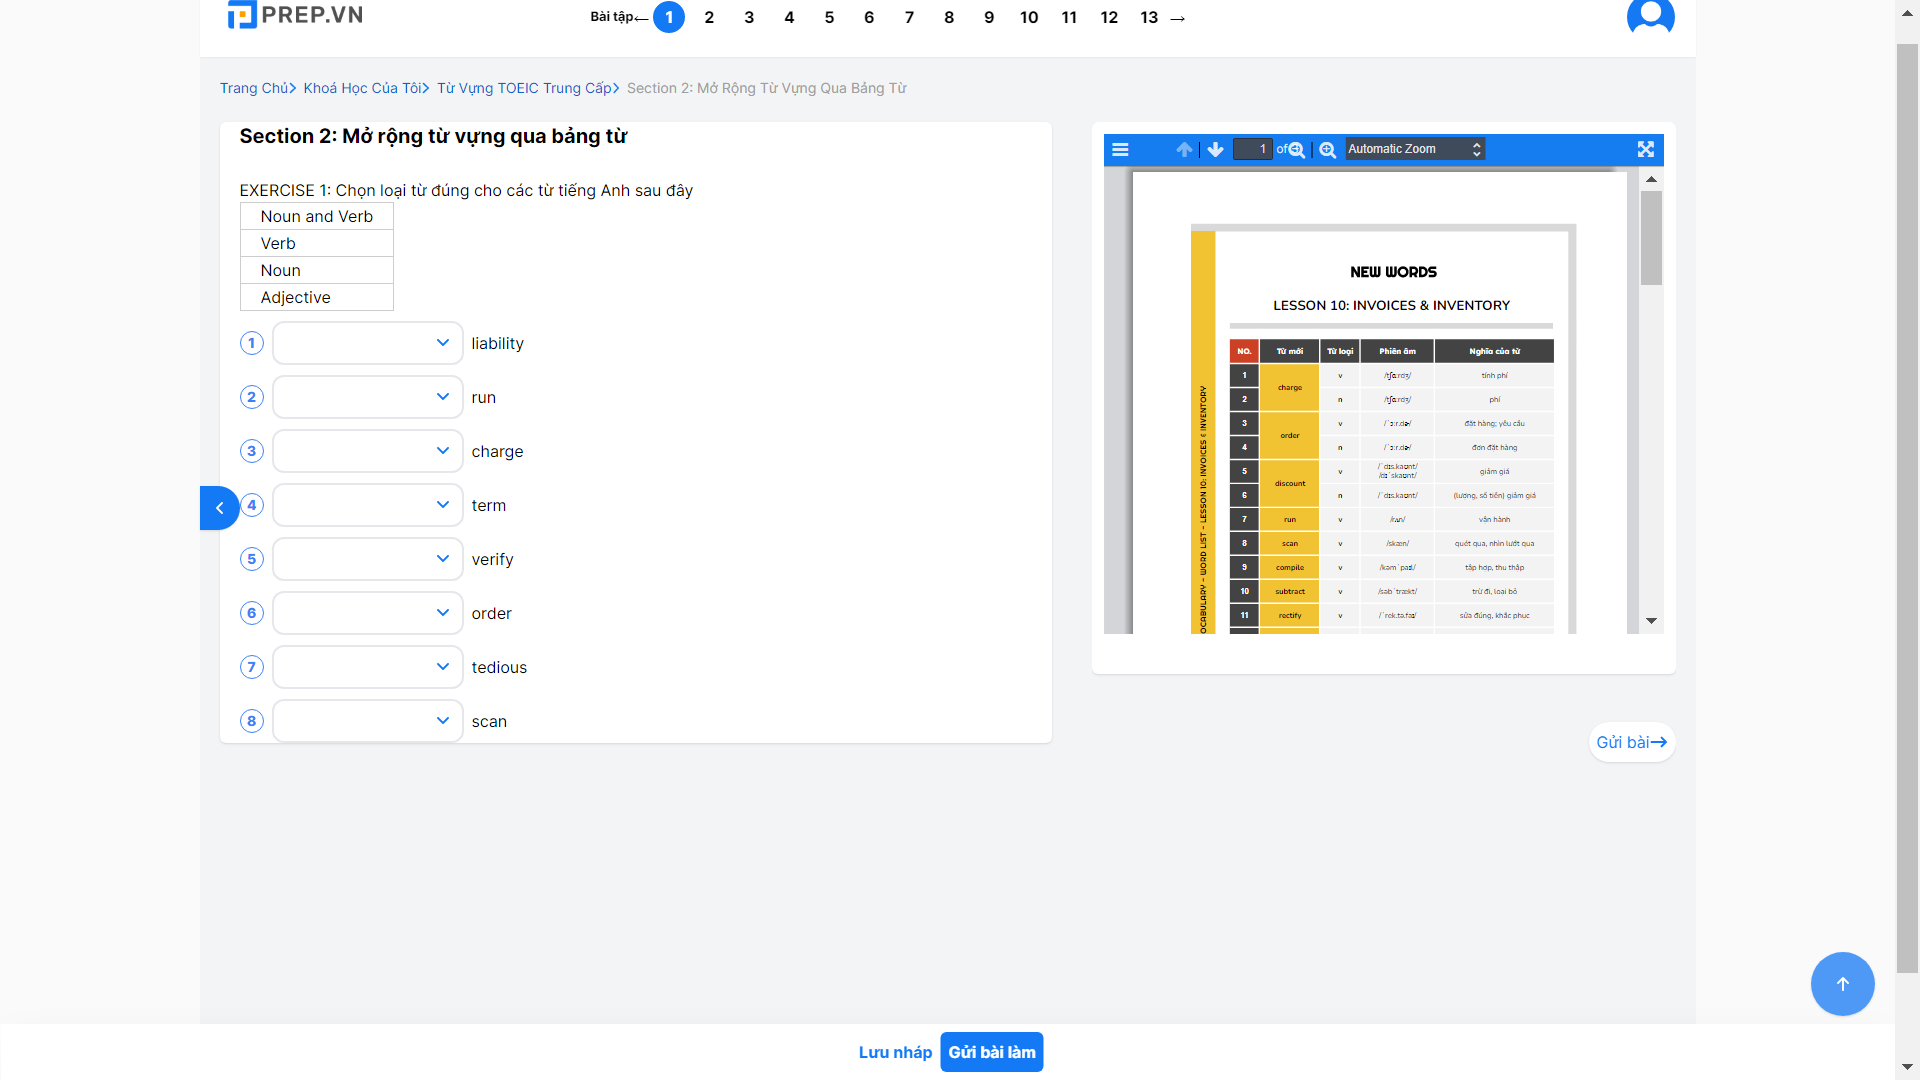 PREP.VN
Bài tập← 1 2 3 4 5 6 7 8 9 10 11 12 13 →
Trang Chủ> Khoá Học Của Tôi> Từ Vựng TOEIC Trung Cấp> Section 2: Mở Rộng Từ Vựng Qua Bảng Từ
Section 2: Mở rộng từ vựng qua bảng từ
EXERCISE 1: Chọn loại từ đúng cho các từ tiếng Anh sau đây
Noun and Verb
Verb
Noun
Adjective
1 liability
2 run
3 charge
4 term
5 verify
6 order
7 tedious
8 scan
1 of Automatic Zoom
NEW WORDS
LESSON 10: INVOICES & INVENTORY
OCABULARY - WORD LIST - LESSON 10: INVOICES & INVENTORY
NO. Từ mới Từ loại Phiên âm Nghĩa của từ
1 charge v /tʃɑːrdʒ/ tính phí
2 n /tʃɑːrdʒ/ phí
3 order v /ˈɔːr.dɚ/ đặt hàng; yêu cầu
4 n /ˈɔːr.dɚ/ đơn đặt hàng
5 discount v /ˈdɪs.kaʊnt/ /dɪˈskaʊnt/ giảm giá
6 n /ˈdɪs.kaʊnt/ (lượng, số tiền) giảm giá
7 run v /rʌn/ vận hành
8 scan v /skæn/ quét qua, nhìn lướt qua
9 compile v /kəmˈpaɪl/ tập hợp, thu thập
10 subtract v /səbˈtrækt/ trừ đi, loại bỏ
11 rectify v /ˈrek.tə.faɪ/ sửa đúng, khắc phục
Gửi bài→
Lưu nháp
Gửi bài làm